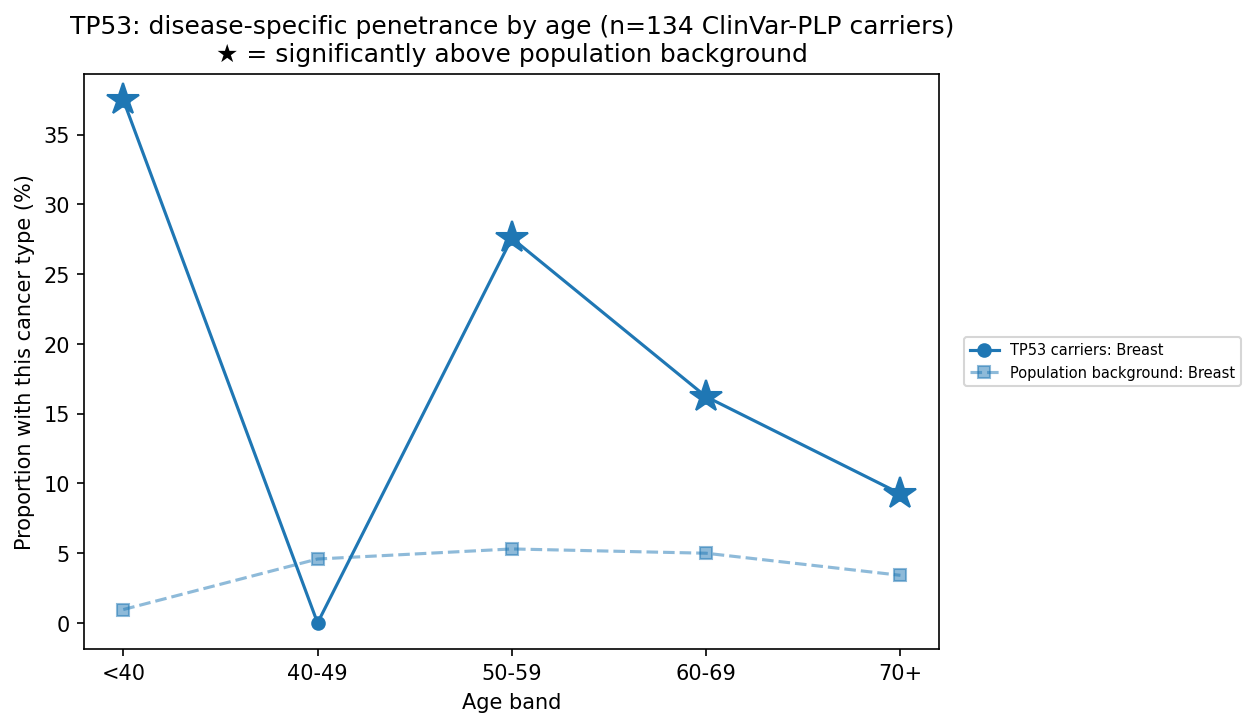 TP53: disease-specific penetrance by age (n=134 ClinVar-PLP carriers)
★ = significantly above population background
Proportion with this cancer type (%)
35
30
25
20
15
10
5
0
<40
40-49
50-59
60-69
70+
Age band
TP53 carriers: Breast
Population background: Breast